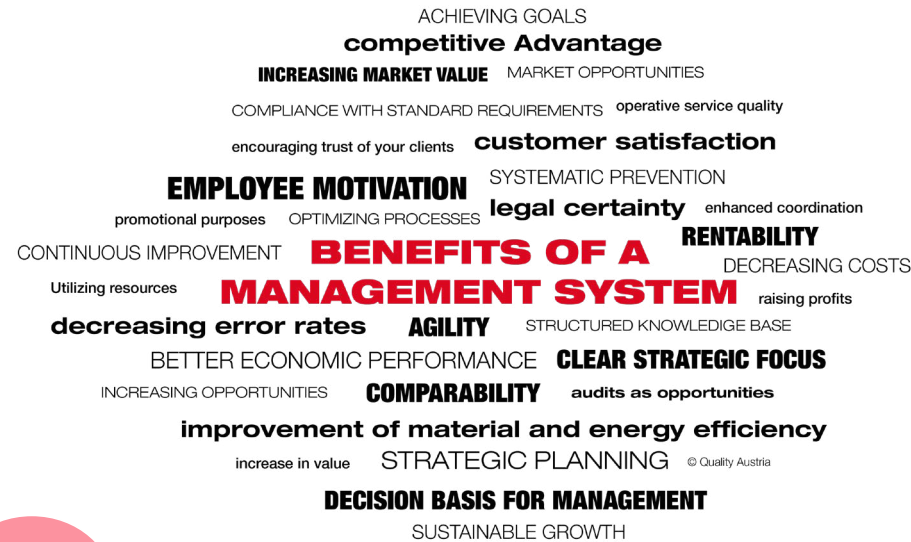 ACHIEVING GOALS
competitive Advantage
INCREASING MARKET VALUE MARKET OPPORTUNITIES
COMPLIANCE WITH STANDARD REQUIREMENTS operative service quality
encouraging trust of your clients customer satisfaction
EMPLOYEE MOTIVATION SYSTEMATIC PREVENTION
legal certainty enhanced coordination
promotional purposes OPTIMIZING PROCESSES
RENTABILITY
CONTINUOUS IMPROVEMENT BENEFITS OF A
DECREASING COSTS
Utilizing resources MANAGEMENT SYSTEM raising profits
decreasing error rates AGILITY STRUCTURED KNOWLEDIGE BASE
BETTER ECONOMIC PERFORMANCE CLEAR STRATEGIC FOCUS
INCREASING OPPORTUNITIES COMPARABILITY audits as opportunities
improvement of material and energy efficiency
increase in value STRATEGIC PLANNING © Quality Austria
DECISION BASIS FOR MANAGEMENT
SUSTAINABLE GROWTH